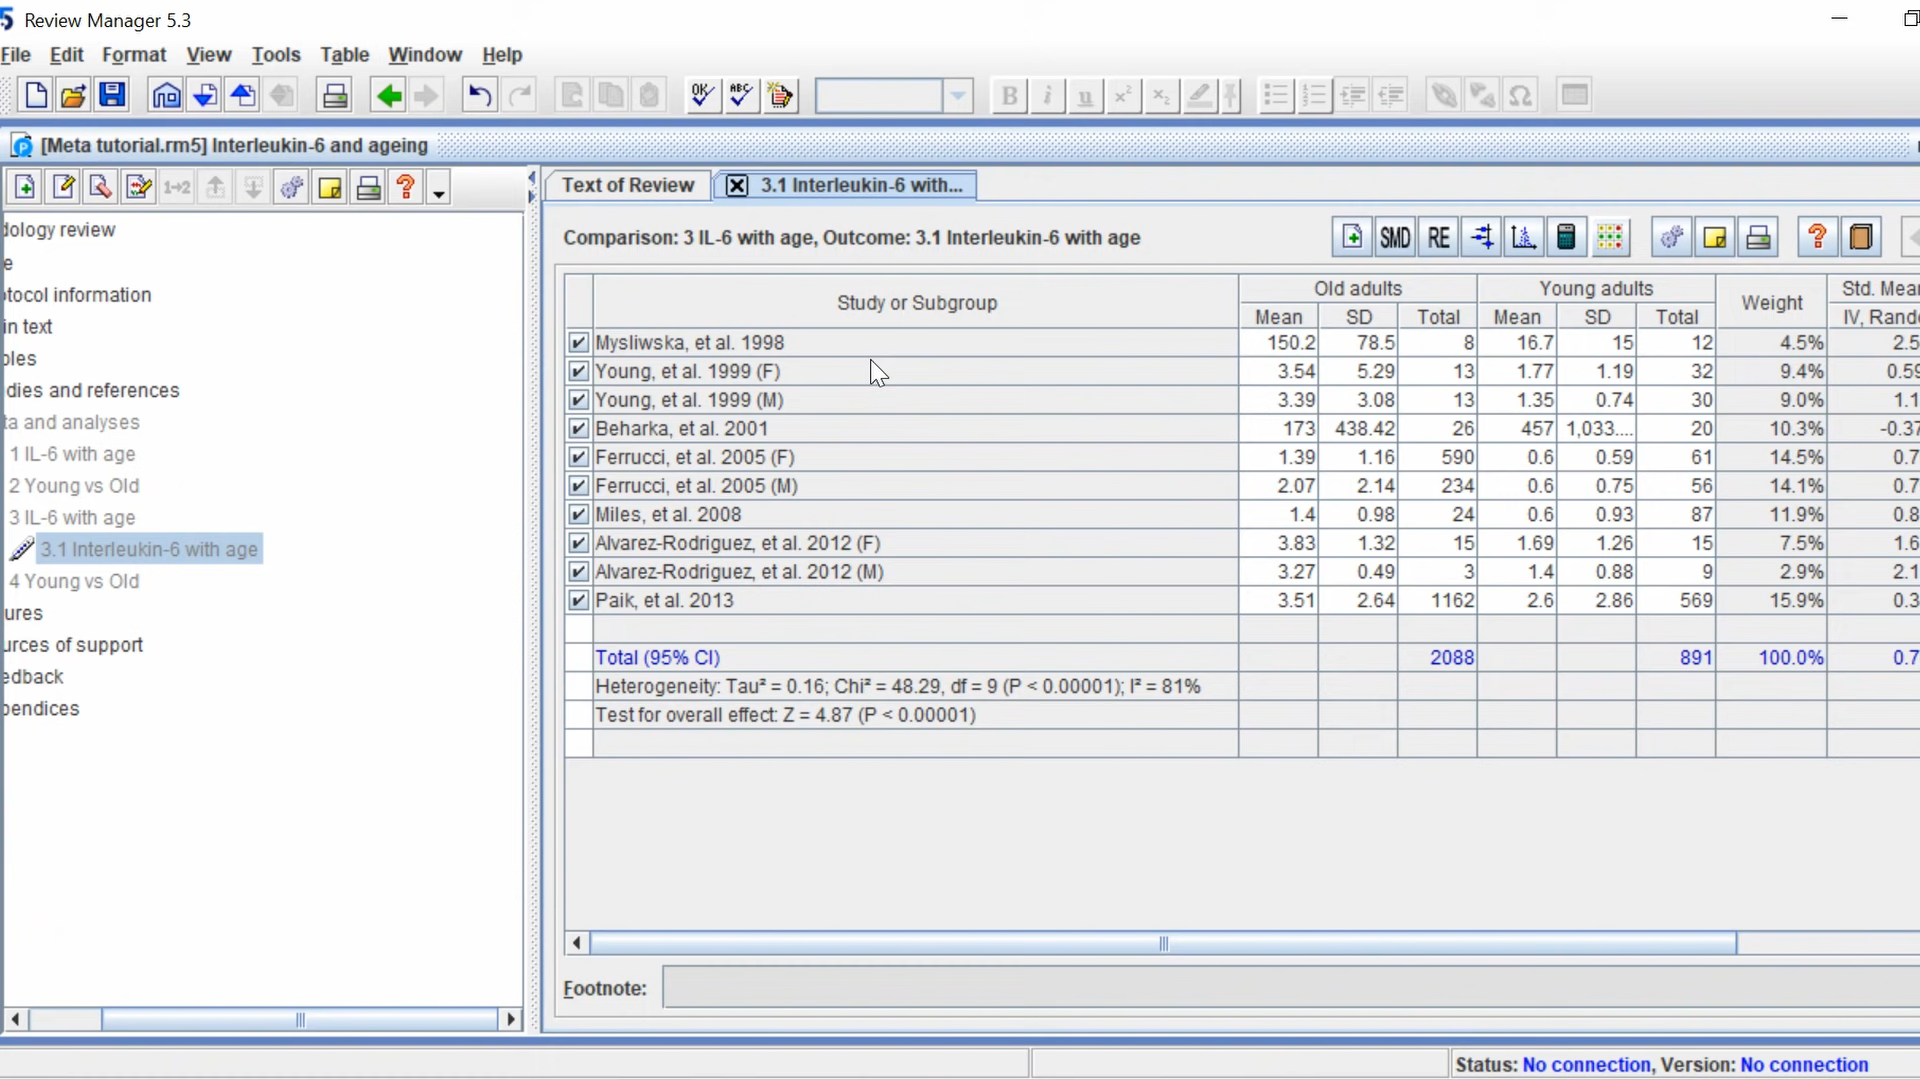 Review Manager 5.3
File Edit Format View Tools Table Window Help
OK ABC B i u x² x₂ Ω
[Meta tutorial.rm5] Interleukin-6 and ageing
1→2 ?
Text of Review 3.1 Interleukin-6 with...
dology review
e
tocol information
in text
bles
dies and references
ta and analyses
1 IL-6 with age
2 Young vs Old
3 IL-6 with age
3.1 Interleukin-6 with age
4 Young vs Old
ures
urces of support
edback
pendices
Comparison: 3 IL-6 with age, Outcome: 3.1 Interleukin-6 with age SMD RE ?
Study or Subgroup Old adults Young adults Weight Std. Mear
Mean SD Total Mean SD Total IV, Rando
Mysliwska, et al. 1998 150.2 78.5 8 16.7 15 12 4.5% 2.5
Young, et al. 1999 (F) 3.54 5.29 13 1.77 1.19 32 9.4% 0.59
Young, et al. 1999 (M) 3.39 3.08 13 1.35 0.74 30 9.0% 1.1
Beharka, et al. 2001 173 438.42 26 457 1,033.... 20 10.3% -0.37
Ferrucci, et al. 2005 (F) 1.39 1.16 590 0.6 0.59 61 14.5% 0.7
Ferrucci, et al. 2005 (M) 2.07 2.14 234 0.6 0.75 56 14.1% 0.7
Miles, et al. 2008 1.4 0.98 24 0.6 0.93 87 11.9% 0.8
Alvarez-Rodriguez, et al. 2012 (F) 3.83 1.32 15 1.69 1.26 15 7.5% 1.6
Alvarez-Rodriguez, et al. 2012 (M) 3.27 0.49 3 1.4 0.88 9 2.9% 2.1
Paik, et al. 2013 3.51 2.64 1162 2.6 2.86 569 15.9% 0.3
Total (95% CI) 2088 891 100.0% 0.7
Heterogeneity: Tau² = 0.16; Chi² = 48.29, df = 9 (P < 0.00001); I² = 81%
Test for overall effect: Z = 4.87 (P < 0.00001)
Footnote:
Status: No connection, Version: No connection